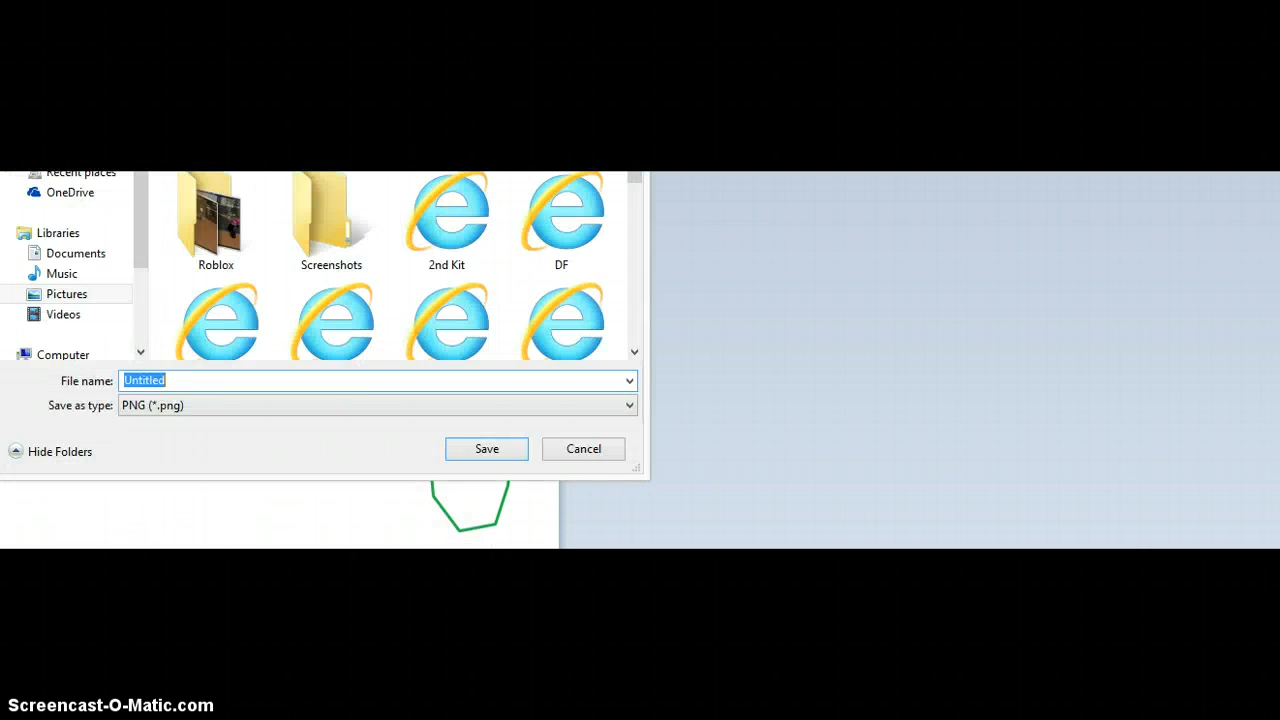 Recent places
OneDrive
Libraries
Documents
Music
Pictures
Videos
Computer
Roblox
Screenshots
2nd Kit
DF
File name:
Untitled
Save as type:
PNG (*.png)
Hide Folders
Save
Cancel
Screencast-O-Matic.com